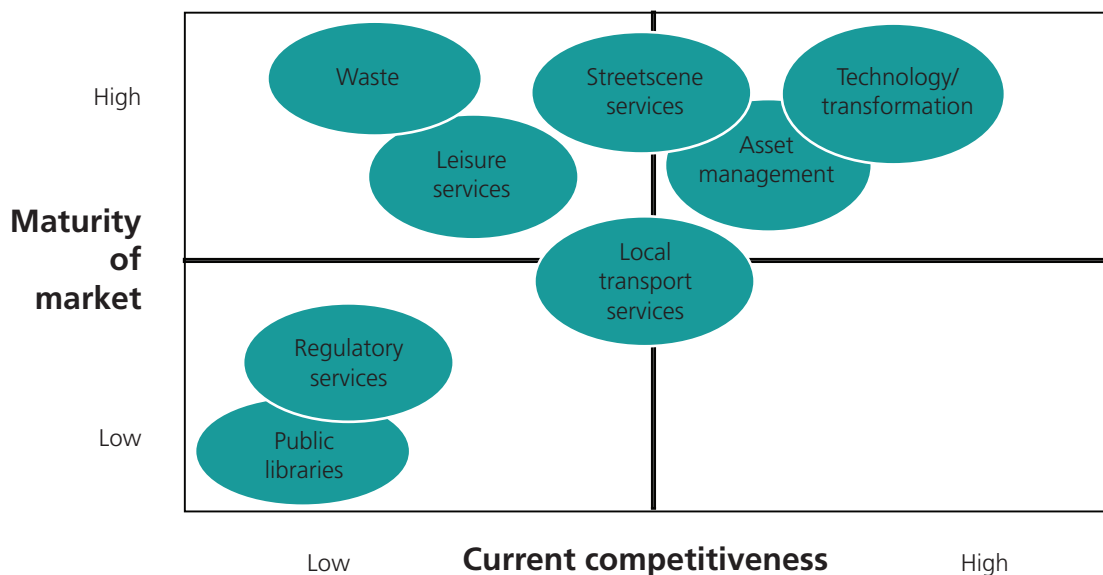 High
Maturity
of
market
Low
Waste
Streetscene
services
Technology/
transformation
Leisure
services
Asset
management
Local
transport
services
Regulatory
services
Public
libraries
Low
Current competitiveness
High